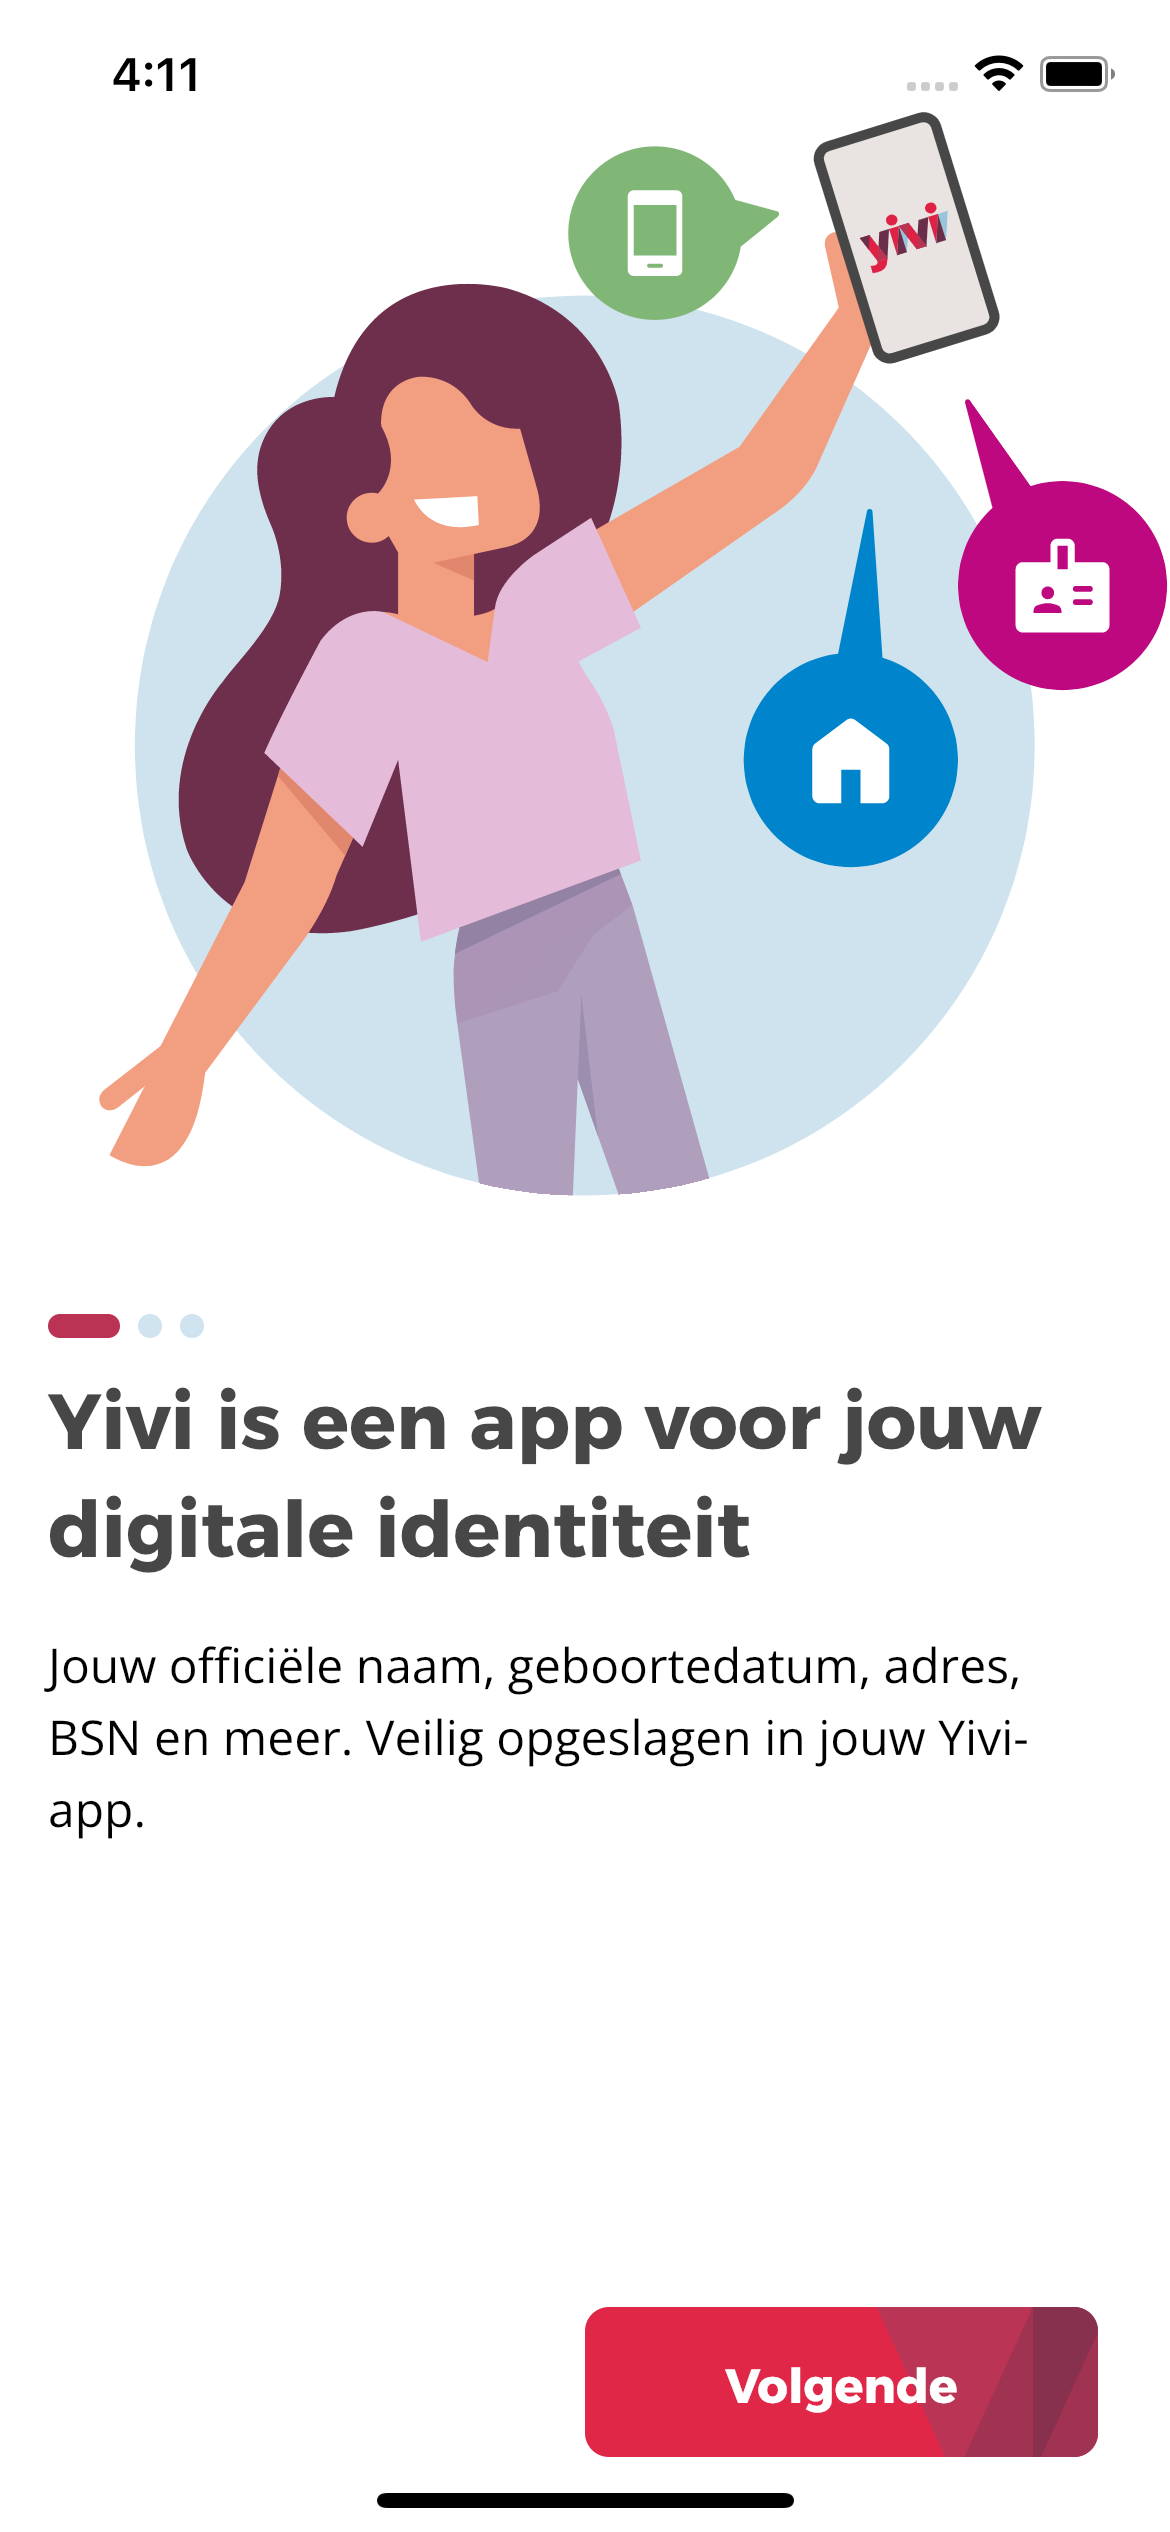 4:11
yivi
Yivi is een app voor jouw
digitale identiteit
Jouw officiële naam, geboortedatum, adres,
BSN en meer. Veilig opgeslagen in jouw Yivi-
app.
Volgende